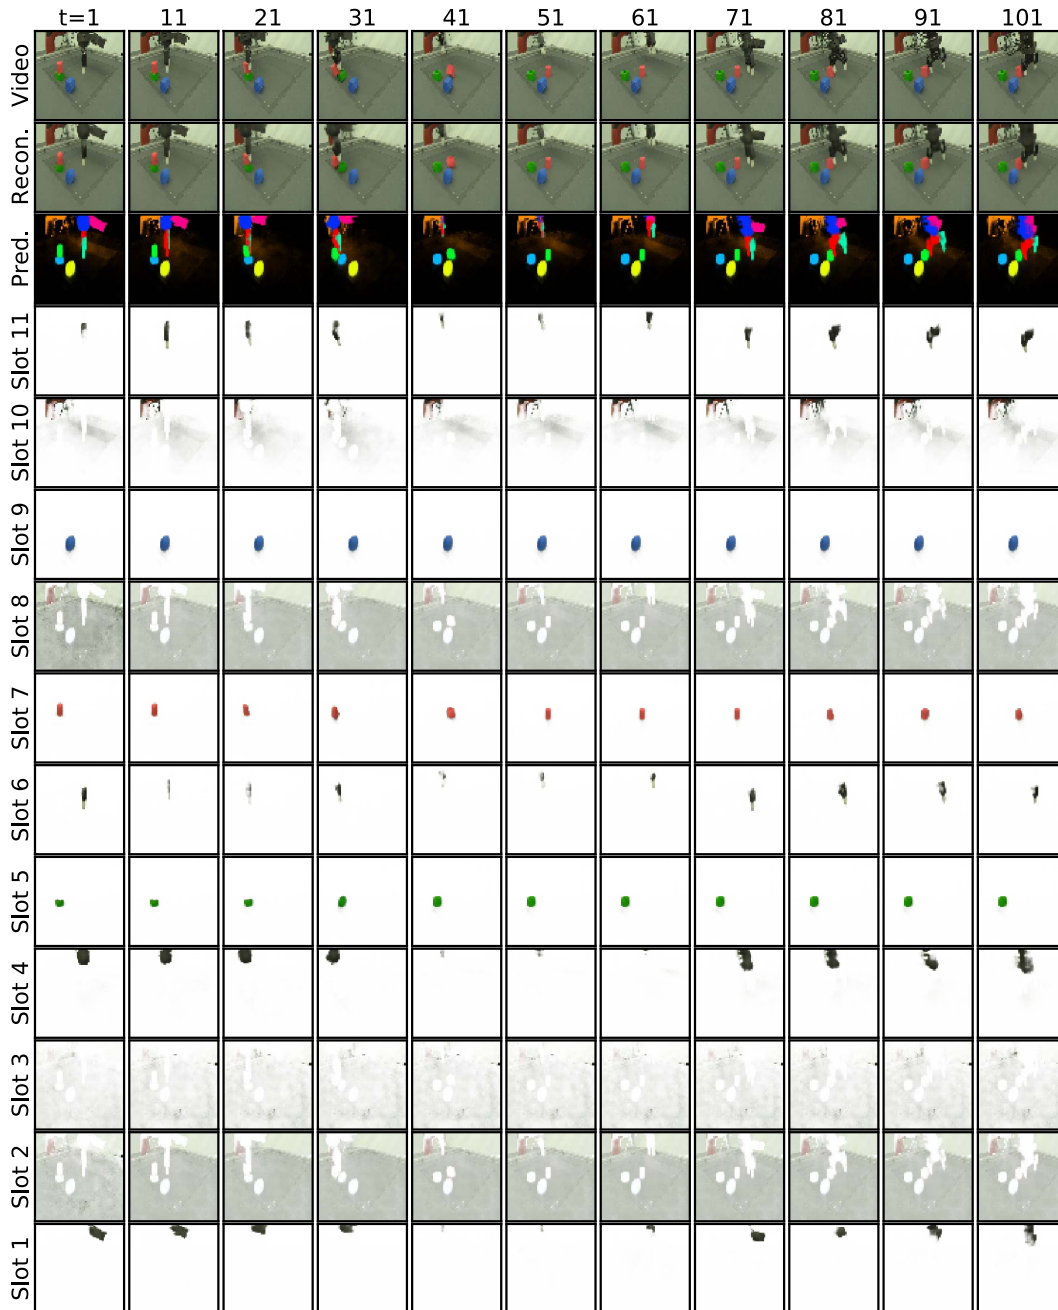 t=1 11 21 31 41 51 61 71 81 91 101
Video
Recon.
Pred.
Slot 11
Slot 10
Slot 9
Slot 8
Slot 7
Slot 6
Slot 5
Slot 4
Slot 3
Slot 2
Slot 1